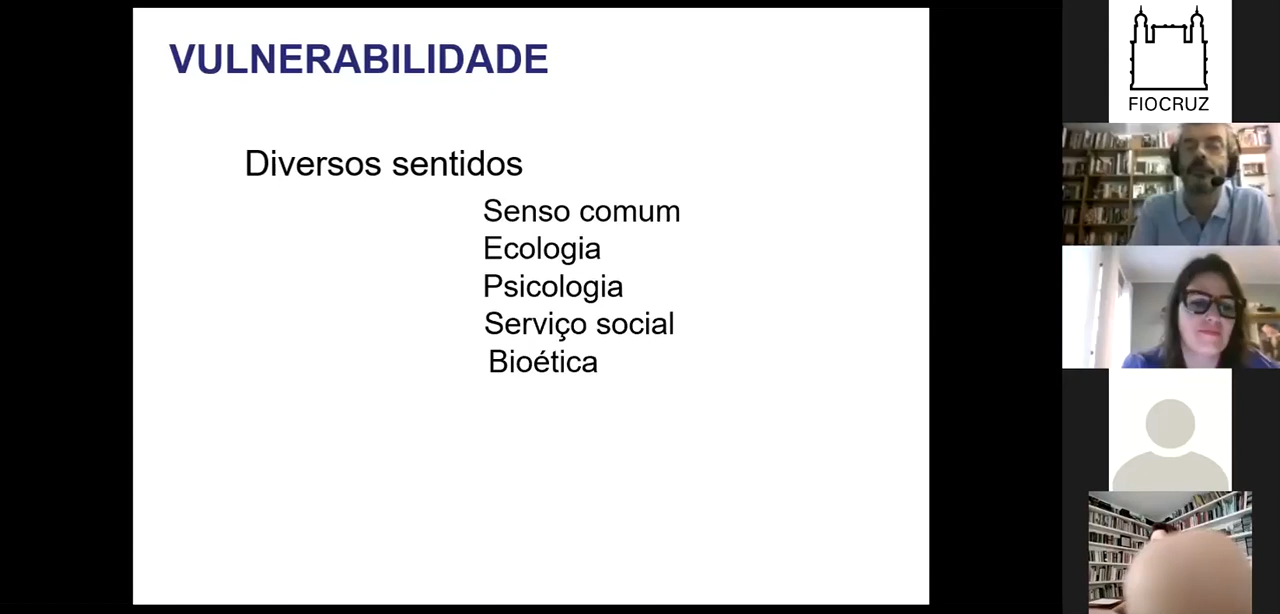 VULNERABILIDADE
Diversos sentidos
Senso comum
Ecologia
Psicologia
Serviço social
Bioética
FIOCRUZ